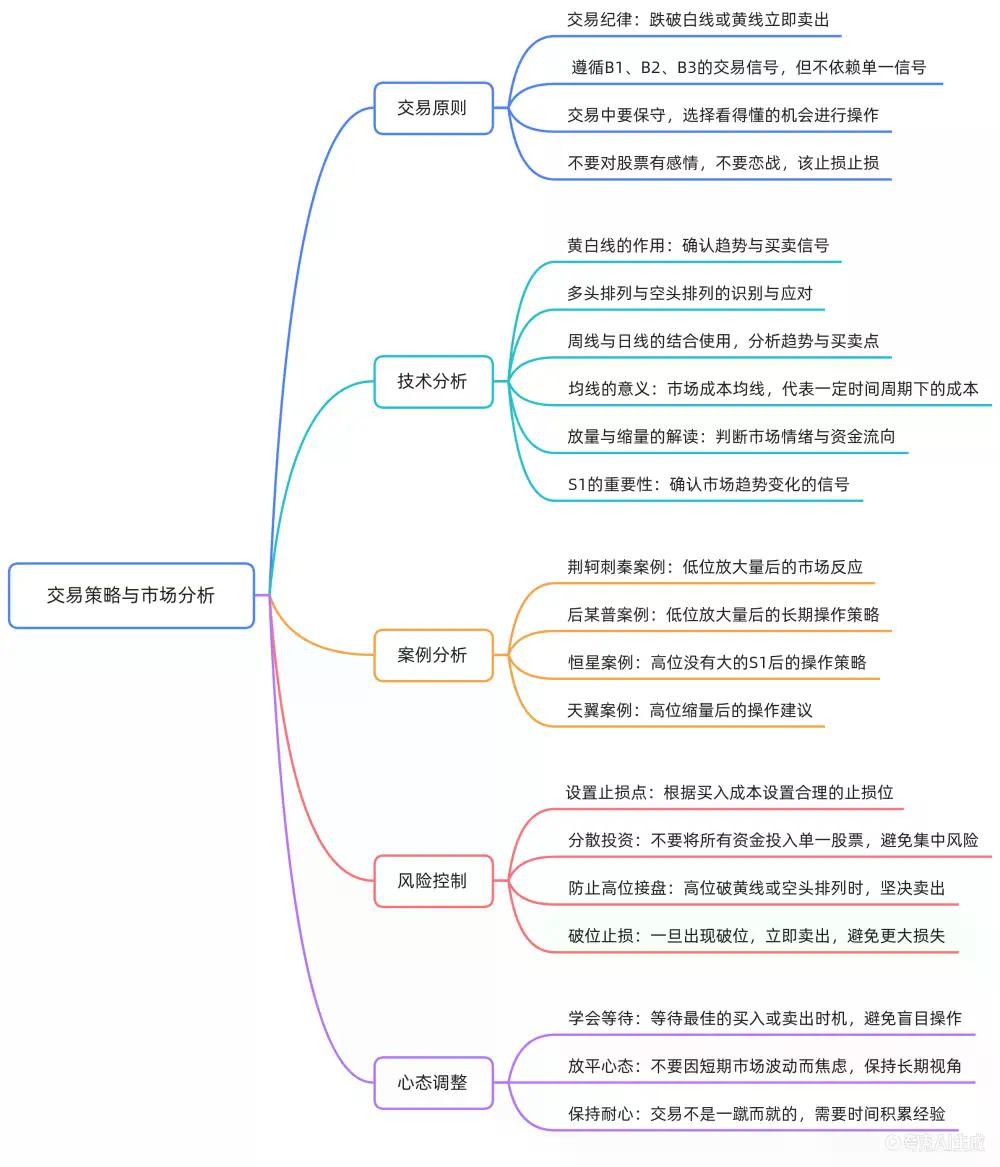 交易纪律：跌破白线或黄线立即卖出
遵循B1、B2、B3的交易信号，但不依赖单一信号
交易原则
交易中要保守，选择看得懂的机会进行操作
不要对股票有感情，不要恋战，该止损止损
黄白线的作用：确认趋势与买卖信号
多头排列与空头排列的识别与应对
周线与日线的结合使用，分析趋势与买卖点
技术分析
均线的意义：市场成本均线，代表一定时间周期下的成本
放量与缩量的解读：判断市场情绪与资金流向
S1的重要性：确认市场趋势变化的信号
荆轲刺秦案例：低位放大量后的市场反应
交易策略与市场分析
后某普案例：低位放大量后的长期操作策略
案例分析
恒星案例：高位没有大的S1后的操作策略
天翼案例：高位缩量后的操作建议
设置止损点：根据买入成本设置合理的止损位
分散投资：不要将所有资金投入单一股票，避免集中风险
风险控制
防止高位接盘：高位破黄线或空头排列时，坚决卖出
破位止损：一旦出现破位，立即卖出，避免更大损失
学会等待：等待最佳的买入或卖出时机，避免盲目操作
放平心态：不要因短期市场波动而焦虑，保持长期视角
心态调整
保持耐心：交易不是一蹴而就的，需要时间积累经验
夸克AI生成